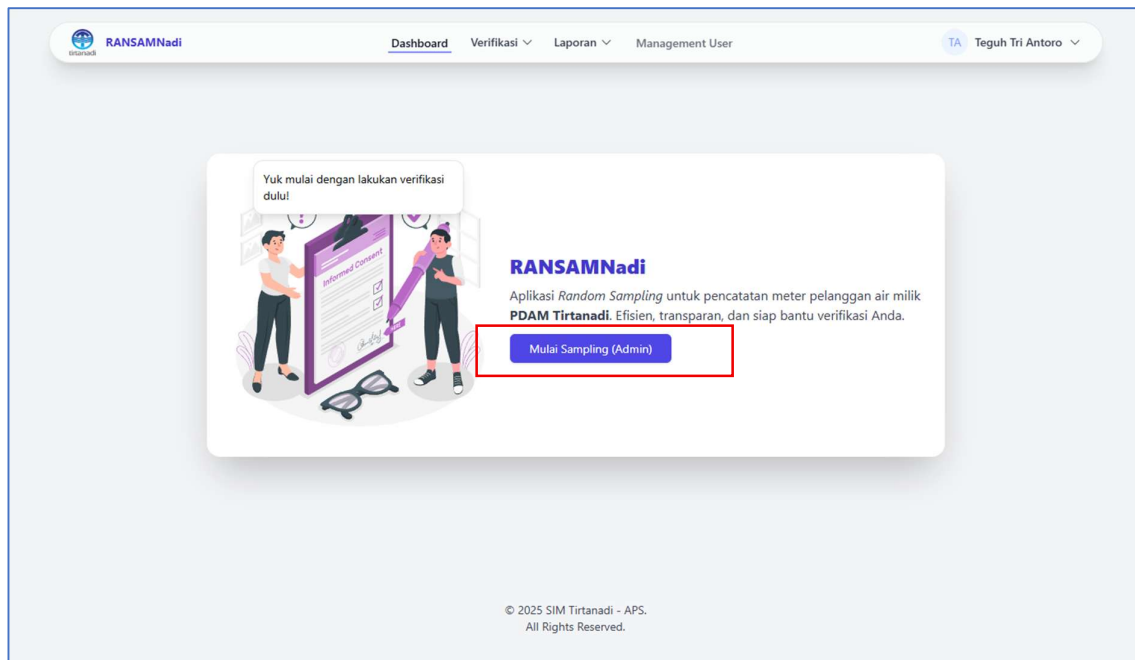 tirtanadi
RANSAMNadi
Dashboard
Verifikasi
Laporan
Management User
TA
Teguh Tri Antoro
Yuk mulai dengan lakukan verifikasi
dulu!
Informed Consent
RANSAMNadi
Aplikasi Random Sampling untuk pencatatan meter pelanggan air milik
PDAM Tirtanadi. Efisien, transparan, dan siap bantu verifikasi Anda.
Mulai Sampling (Admin)
© 2025 SIM Tirtanadi - APS.
All Rights Reserved.